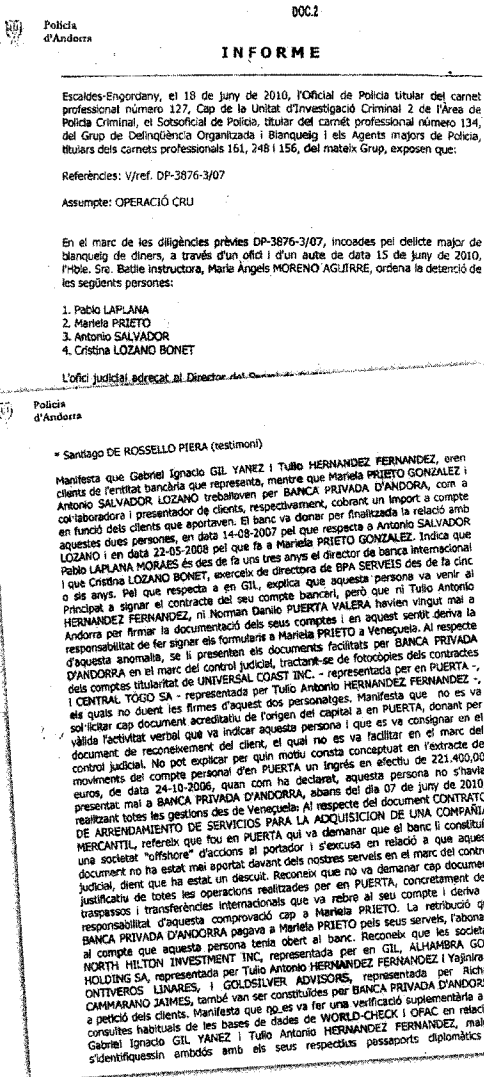 DOC.2
Policia
d'Andorra
INFORME
Escaldes-Engordany, el 18 de juny de 2010, l'Oficial de Policia titular del carnet
professional número 127, Cap de la Unitat d'Investigació Criminal 2 de l'Àrea de
Policia Criminal, el Sotsoficial de Policia, titular del carnet professional número 134,
del Grup de Delinqüència Organitzada i Blanqueig i els Agents majors de Policia,
titulars dels carnets professionals 161, 248 i 156, del mateix Grup, exposen que:
Referències: V/ref. DP-3876-3/07
Assumpte: OPERACIÓ CRU
En el marc de les diligències prèvies DP-3876-3/07, incoades pel delicte major de
blanqueig de diners, a través d'un ofici i d'un aute de data 15 de juny de 2010,
l'Hble. Sra. Batlle instructora, Maria Àngels MORENO AGUIRRE, ordena la detenció de
les següents persones:
1. Pablo LAPLANA
2. Mariela PRIETO
3. Antonio SALVADOR
4. Cristina LOZANO BONET
L'ofici judicial adreçat al Director del
Policia
d'Andorra
* Santiago DE ROSSELLO PIERA (testimoni)
Manifesta que Gabriel Ignacio GIL YANEZ i Tulio HERNANDEZ FERNANDEZ, eren
clients de l'entitat bancària que representa, mentre que Mariela PRIETO GONZALEZ i
Antonio SALVADOR LOZANO treballaven per BANCA PRIVADA D'ANDORRA, com a
col·laboradora i presentador de clients, respectivament, cobrant un import a compte
en funció dels clients que aportaven. El banc va donar per finalitzada la relació amb
aquestes dues persones, en data 14-08-2007 pel que respecta a Antonio SALVADOR
LOZANO i en data 22-05-2008 pel que fa a Mariela PRIETO GONZALEZ. Indica que
Pablo LAPLANA MORAES és des de fa uns tres anys el director de banca internacional
i que Cristina LOZANO BONET, exerceix de directora de BPA SERVEIS des de fa cinc
o sis anys. Pel que respecta a en GIL, explica que aquesta persona va venir al
Principat a signar el contracte del seu compte bancari, però que ni Tulio Antonio
HERNANDEZ FERNANDEZ, ni Norman Danilo PUERTA VALERA havien vingut mai a
Andorra per firmar la documentació dels seus comptes i en aquest sentit deriva la
responsabilitat de fer signar els formularis a Mariela PRIETO a Veneçuela. Al respecte
d'aquesta anomalia, se li presenten els documents facilitats per BANCA PRIVADA
D'ANDORRA en el marc del control judicial, tractant-se de fotocòpies dels contractes
dels comptes titularitat de UNIVERSAL COAST INC. - representada per en PUERTA -,
i CENTRAL TOGO SA - representada per Tulio Antonio HERNANDEZ FERNANDEZ -,
els quals no duent les firmes d'aquest dos personatges. Manifesta que no es va
sol·licitar cap document acreditatiu de l'origen del capital a en PUERTA, donant per
vàlida l'activitat verbal que va indicar aquesta persona i que es va consignar en el
document de reconeixement del client, el qual no es va facilitar en el marc del
control judicial. No pot explicar per quin motiu consta conceptuat en l'extracte de
moviments del compte personal d'en PUERTA un ingrés en efectiu de 221.400,00
euros, de data 24-10-2006, quan com ha declarat, aquesta persona no s'havia
presentat mai a BANCA PRIVADA D'ANDORRA, abans del dia 07 de juny de 2010
realitzant totes les gestions des de Veneçuela. Al respecte del document CONTRATO
DE ARRENDAMIENTO DE SERVICIOS PARA LA ADQUISICION DE UNA COMPAÑIA
MERCANTIL, refereix que fou en PUERTA qui va demanar que el banc li constituí
una societat "offshore" d'accions al portador i s'excusa en relació a que aques
document no ha estat mai aportat davant dels nostres serveis en el marc del contro
judicial, dient que ha estat un descuit. Reconeix que no va demanar cap documen
justificatiu de totes les operacions realitzades per en PUERTA, concretament de
traspassos i transferències internacionals que va rebre al seu compte i deriva
responsabilitat d'aquesta comprovació cap a Mariela PRIETO. La retribució q
BANCA PRIVADA D'ANDORRA pagava a Mariela PRIETO pels seus serveis, l'abona
al compte que aquesta persona tenia obert al banc. Reconeix que les societa
NORTH HILTON INVESTMENT INC, representada per en GIL, ALHAMBRA GO
HOLDING SA, representada per Tulio Antonio HERNANDEZ FERNANDEZ i Yajinira
ONTIVEROS LINARES, i GOLDSILVER ADVISORS, representada per Rich
CAMMARANO JAIMES, també van ser constituïdes per BANCA PRIVADA D'ANDORR
a petició dels clients. Manifesta que no es va fer una verificació suplementària a
consultes habituals de les bases de dades de WORLD-CHECK i OFAC en relaci
Gabriel Ignacio GIL YANEZ i Tulio Antonio HERNANDEZ FERNANDEZ, mal
s'identifiquessin ambdós amb els seus respectius passaports diplomàtics